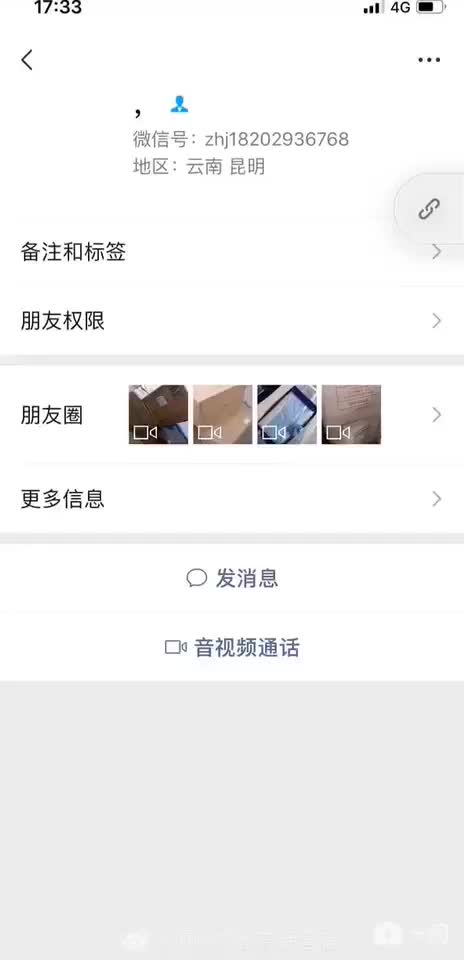 17:33
4G
,
微信号：zhj18202936768
地区：云南 昆明
备注和标签
朋友权限
朋友圈
更多信息
发消息
音视频通话